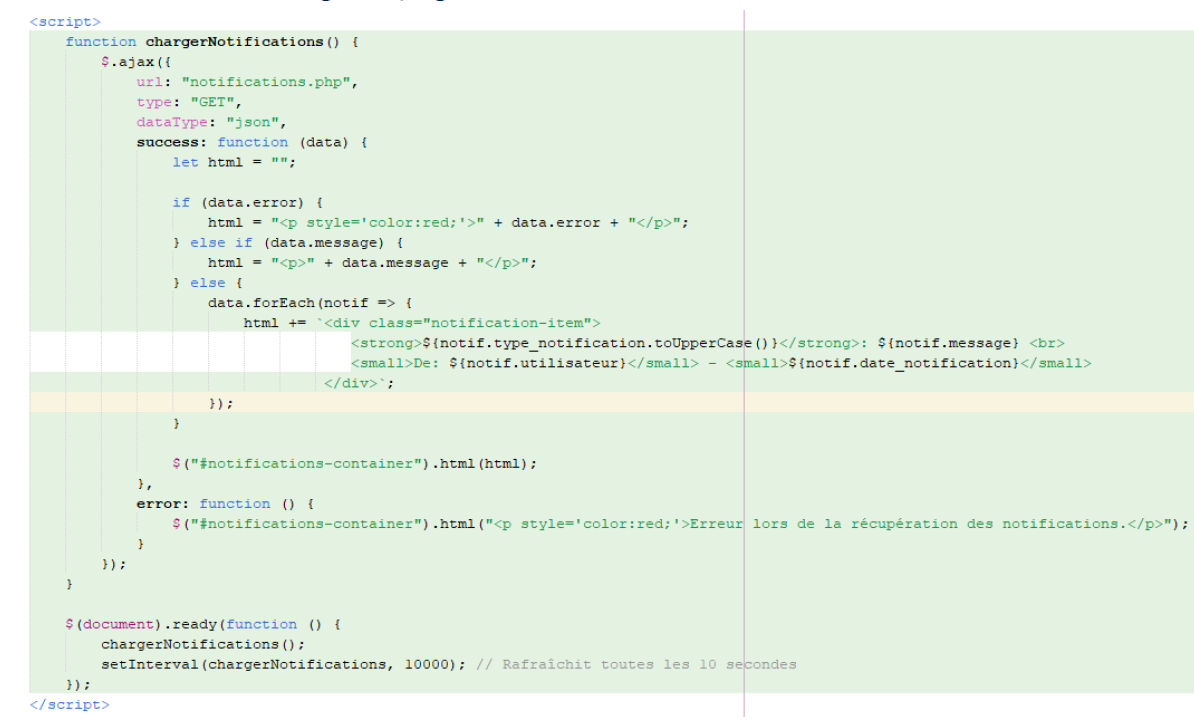 <script>
    function chargerNotifications() {
        $.ajax({
            url: "notifications.php",
            type: "GET",
            dataType: "json",
            success: function (data) {
                let html = "";

                if (data.error) {
                    html = "<p style='color:red;'>" + data.error + "</p>";
                } else if (data.message) {
                    html = "<p>" + data.message + "</p>";
                } else {
                    data.forEach(notif => {
                        html += `<div class="notification-item">
                                    <strong>${notif.type_notification.toUpperCase()}</strong>: ${notif.message} <br>
                                    <small>De: ${notif.utilisateur}</small> - <small>${notif.date_notification}</small>
                                 </div>`;
                    });
                }

                $("#notifications-container").html(html);
            },
            error: function () {
                $("#notifications-container").html("<p style='color:red;'>Erreur lors de la récupération des notifications.</p>");
            }
        });
    }

    $(document).ready(function () {
        chargerNotifications();
        setInterval(chargerNotifications, 10000); // Rafraîchit toutes les 10 secondes
    });
</script>